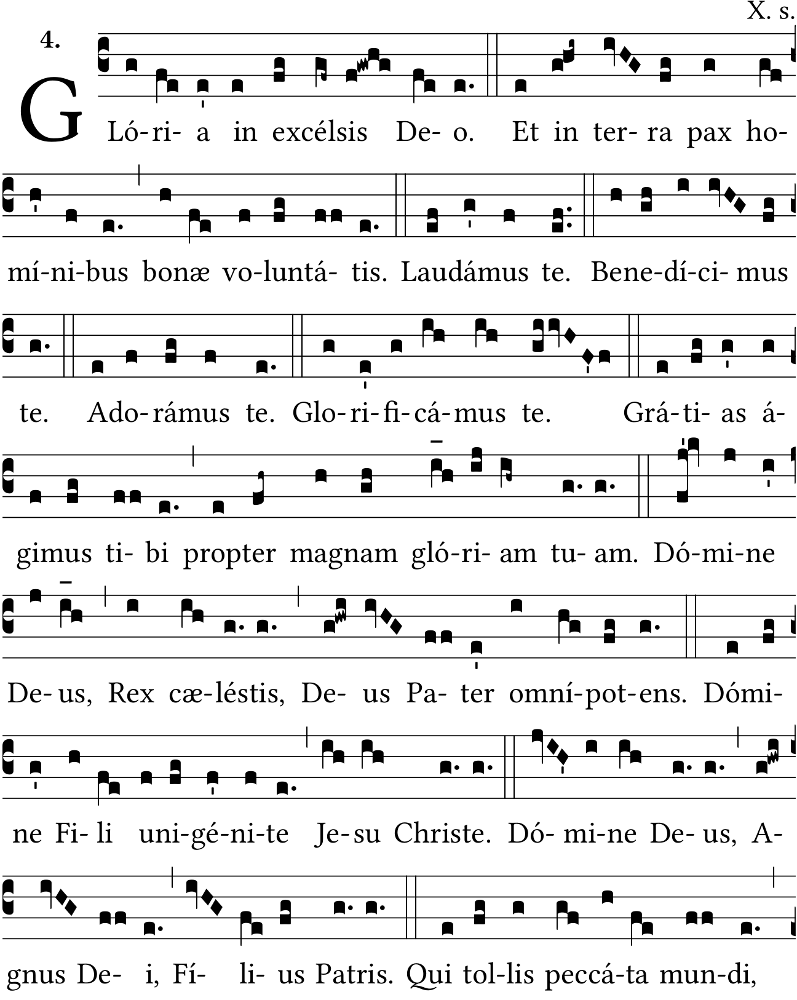 X. s.
4.
GLó-ri- a in excélsis De- o. Et in ter- ra pax ho-
mí-ni-bus bonæ vo-luntá- tis. Laudámus te. Bene-dí-ci- mus
te. Ado-rámus te. Glo-ri-fi-cá-mus te. Grá-ti- as á-
gimus ti- bi propter magnam gló-ri- am tu- am. Dó-mi-ne
De- us, Rex cæ-léstis, De- us Pa- ter omní-pot-ens. Dómi-
ne Fi- li uni-gé-ni-te Je-su Christe. Dó- mi-ne De- us, A-
gnus De- i, Fí- li- us Patris. Qui tol-lis peccá-ta mun-di,